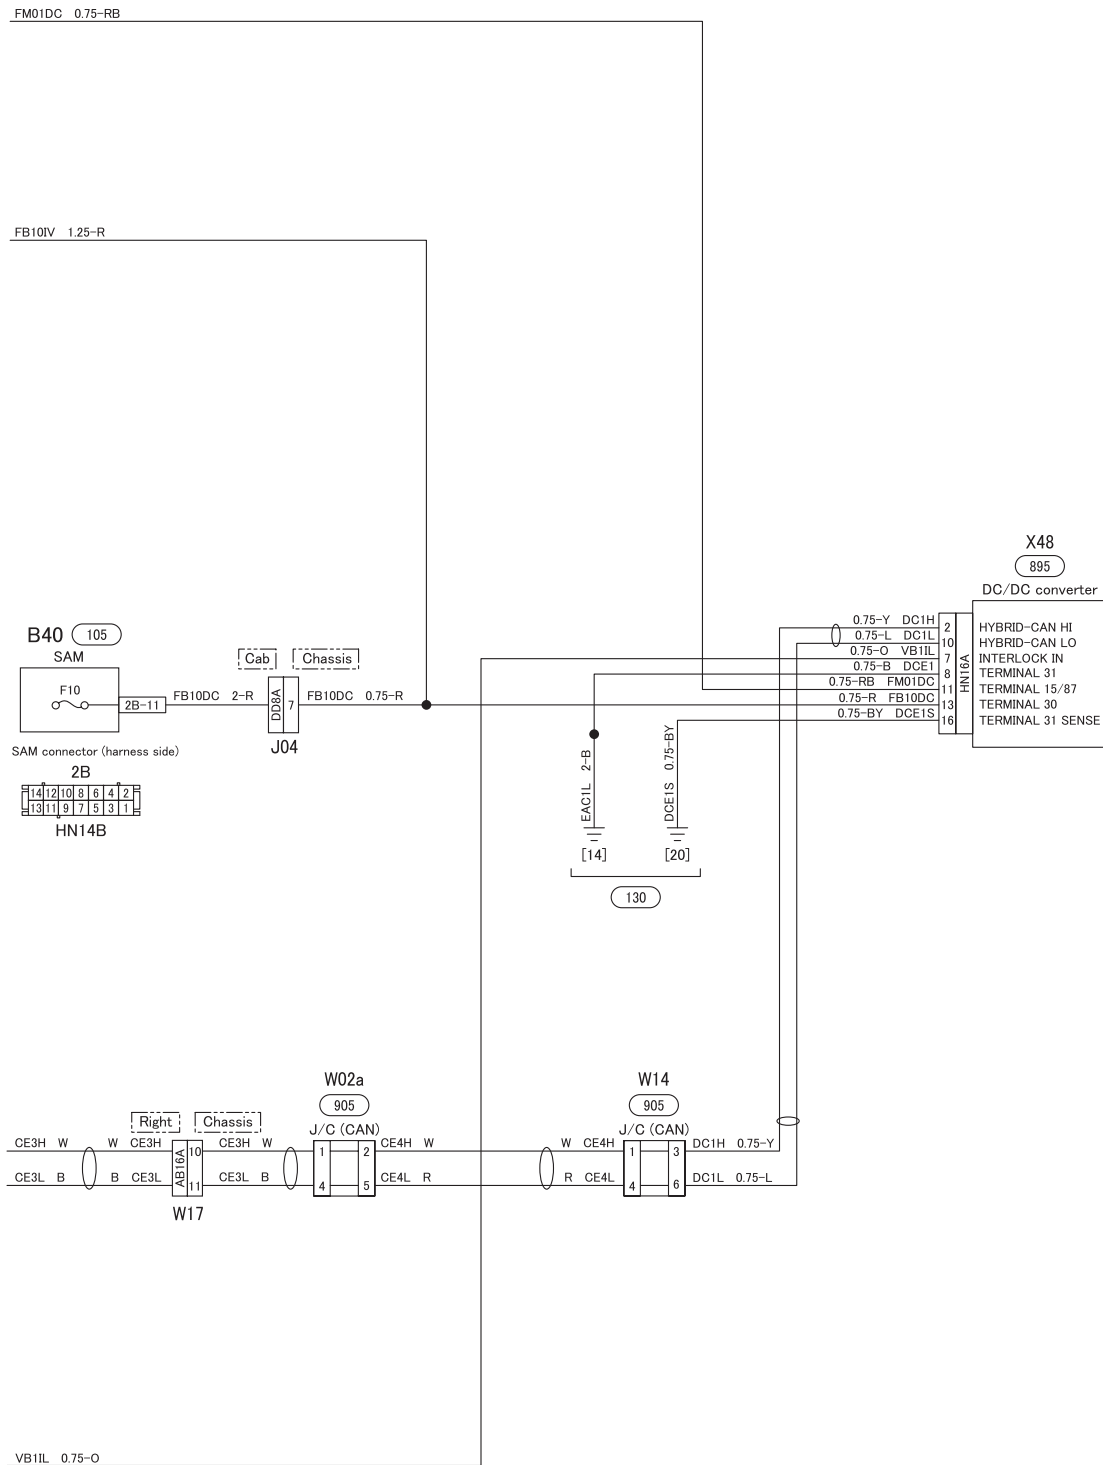 FM01DC 0.75-RB
FB10IV 1.25-R
X48
895
DC/DC converter
0.75-Y DC1H 2 HYBRID-CAN HI
0.75-L DC1L 10 HYBRID-CAN LO
0.75-O VB1IL 7 INTERLOCK IN
0.75-B DCE1 8 TERMINAL 31
0.75-RB FM01DC 11 TERMINAL 15/87
0.75-R FB10DC 13 TERMINAL 30
0.75-BY DCE1S 16 TERMINAL 31 SENSE
HN16A
B40 105
SAM
F10
2B-11
FB10DC 2-R
Cab
Chassis
DD8A
7
FB10DC 0.75-R
J04
SAM connector (harness side)
2B
14 12 10 8 6 4 2
13 11 9 7 5 3 1
HN14B
EAC1L 2-B
DCE1S 0.75-BY
[14] [20]
130
W02a
905
J/C (CAN)
W14
905
J/C (CAN)
Right
Chassis
CE3H W W CE3H 10 CE3H W 1 2 CE4H W W CE4H 1 3 DC1H 0.75-Y
CE3L B B CE3L 11 CE3L B 4 5 CE4L R R CE4L 4 6 DC1L 0.75-L
AB16A
W17
VB1IL 0.75-O